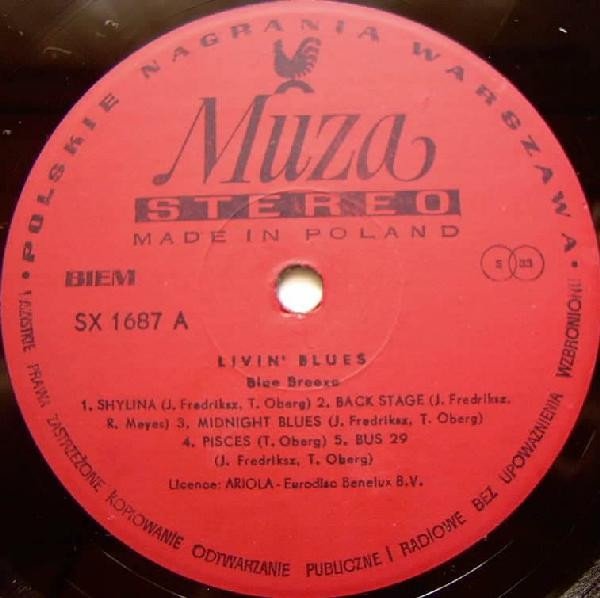 • POLSKIE NAGRANIA WARSZAWA •
Muza
STEREO
MADE IN POLAND
BIEM
S 33
SX 1687 A
LIVIN' BLUES
Blue Breeze
1. SHYLINA (J. Fredriksz, T. Oberg) 2. BACK STAGE (J. Fredriksz,
R. Meyes) 3. MIDNIGHT BLUES (J. Fredriksz, T. Oberg)
4. PISCES (T. Oberg) 5. BUS 29
(J. Fredriksz, T. Oberg)
Licence: ARIOLA - Eurodisc Benelux B.V.
WSZYSTKIE PRAWA ZASTRZEŻONE KOPIOWANIE ODTWARZANIE PUBLICZNE I RADIOWE BEZ UPOWAŻNIENIA WZBRONIONE